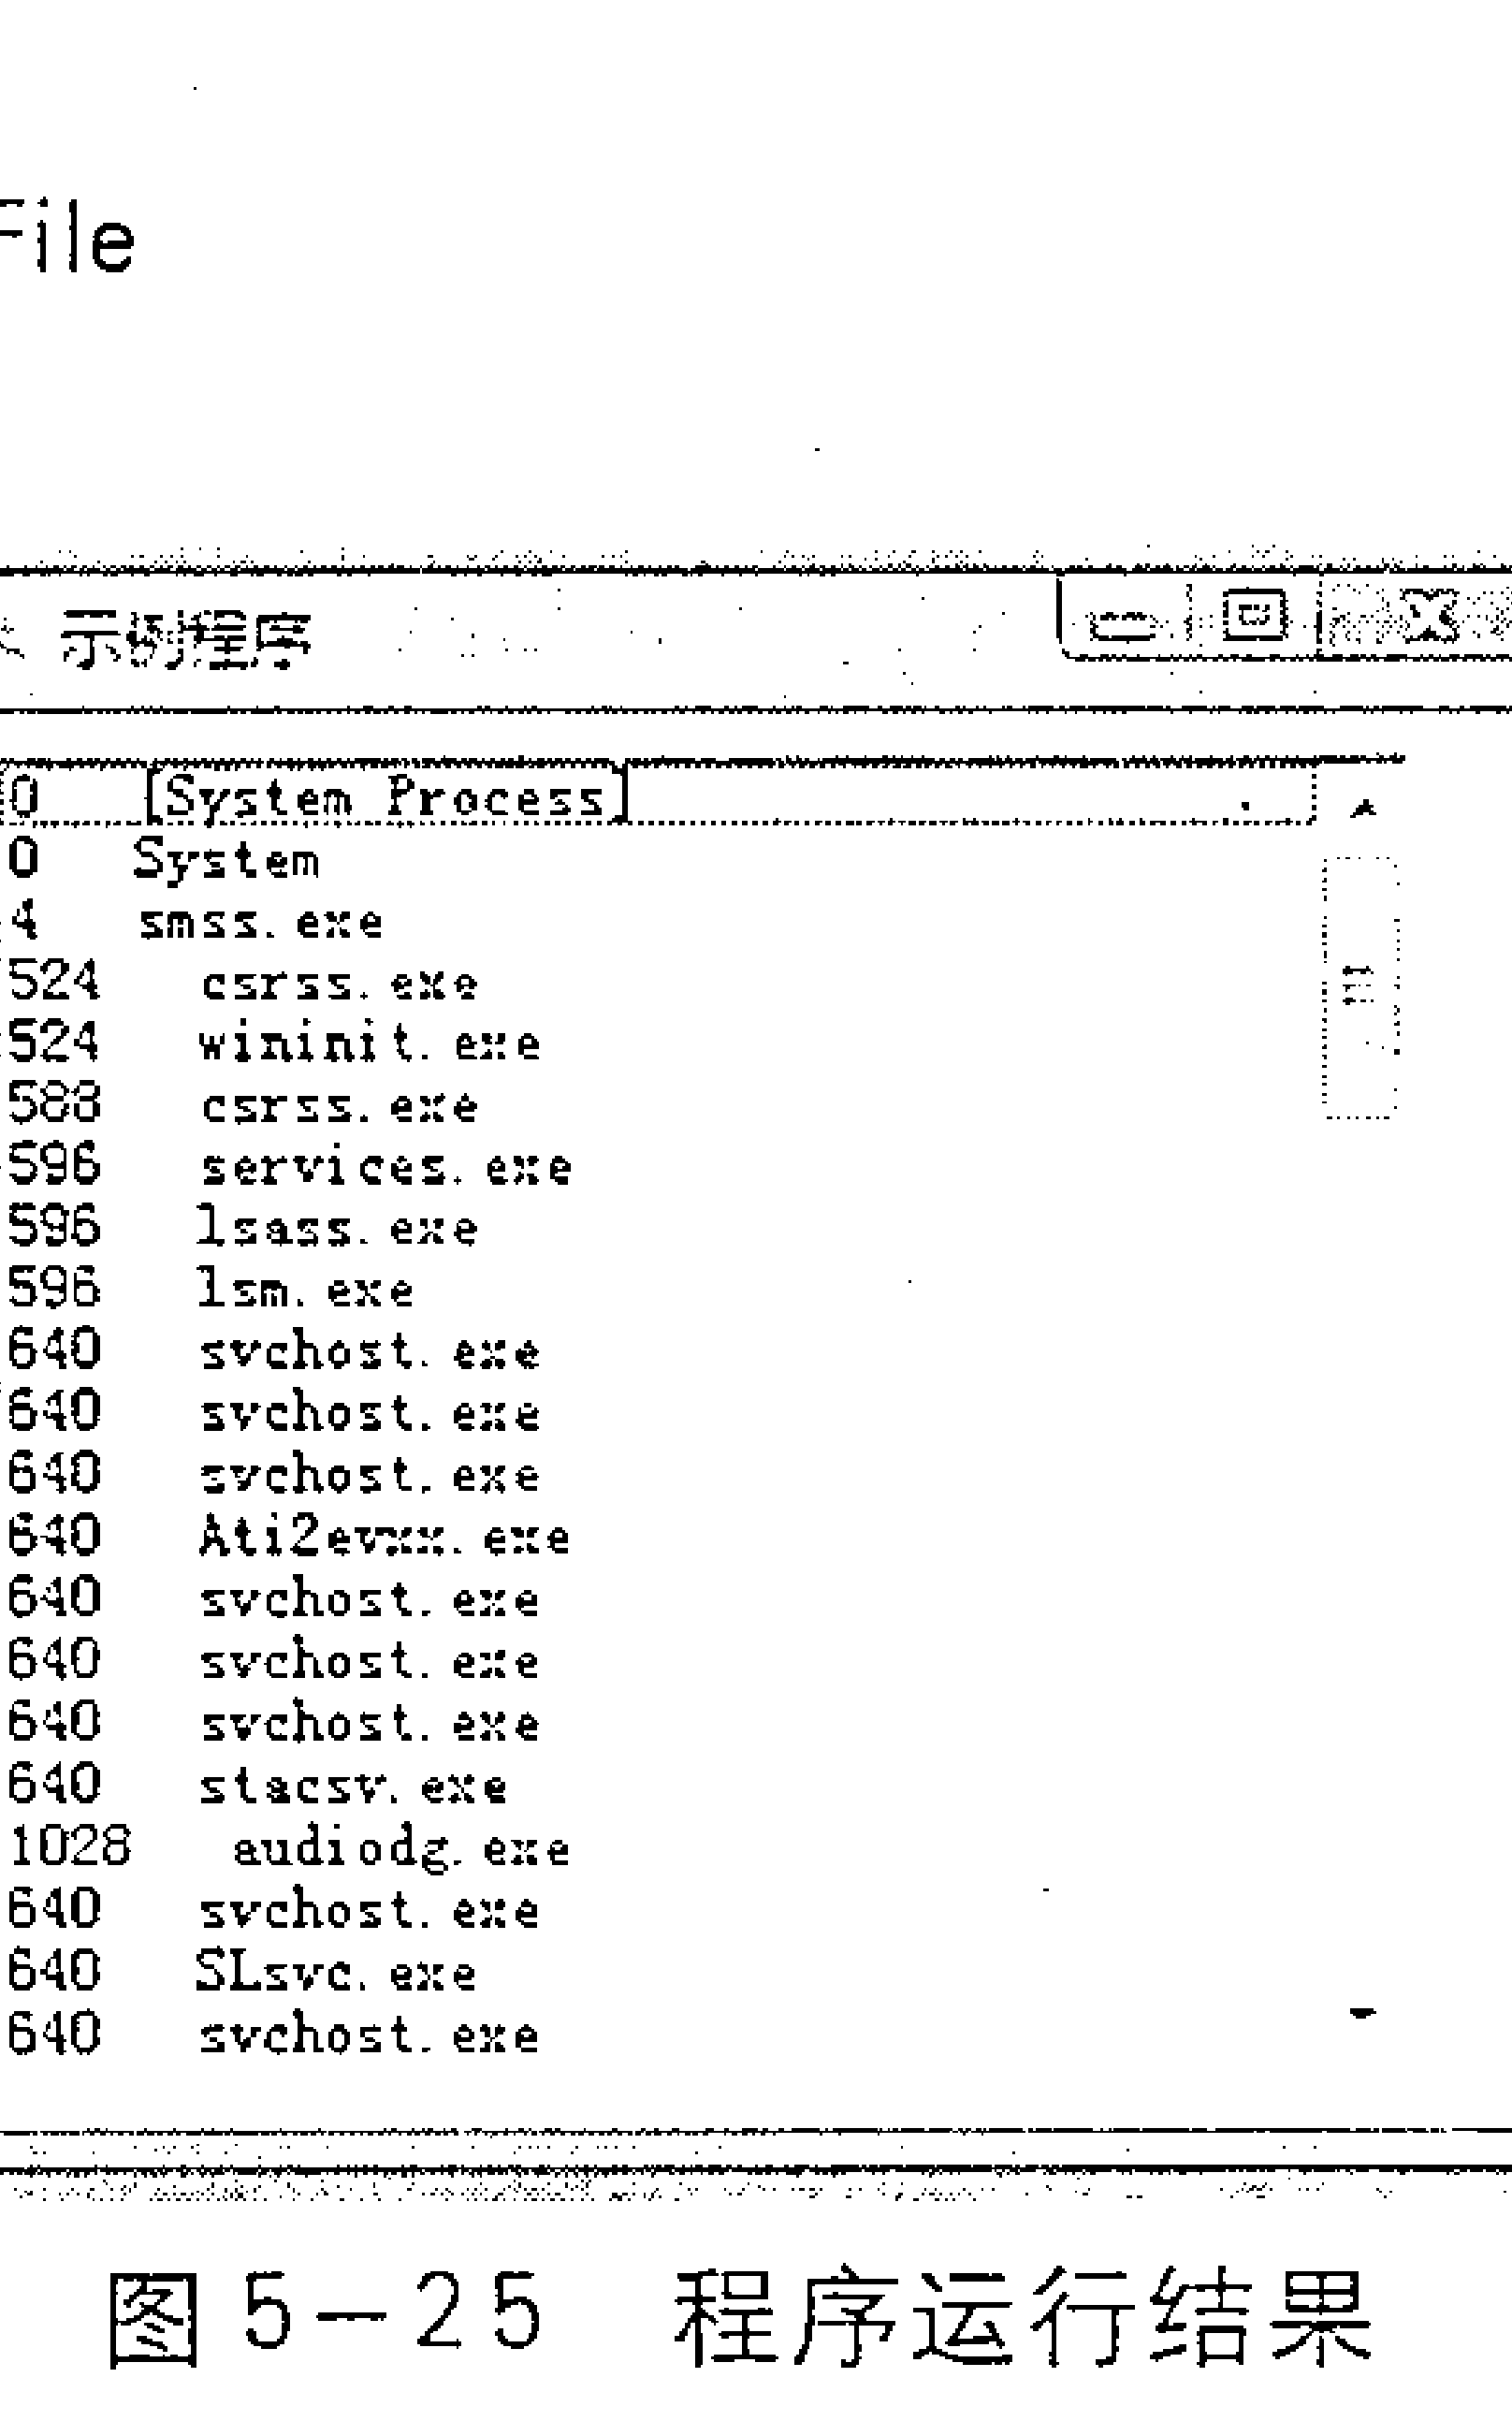 File
示例程序
0 [System Process]
0 System
4 smss.exe
524 csrss.exe
524 wininit.exe
588 csrss.exe
596 services.exe
596 lsass.exe
596 lsm.exe
640 svchost.exe
640 svchost.exe
640 svchost.exe
640 Ati2evxx.exe
640 svchost.exe
640 svchost.exe
640 svchost.exe
640 stacsv.exe
1028 audiodg.exe
640 svchost.exe
640 SLsvc.exe
640 svchost.exe
图5-25 程序运行结果